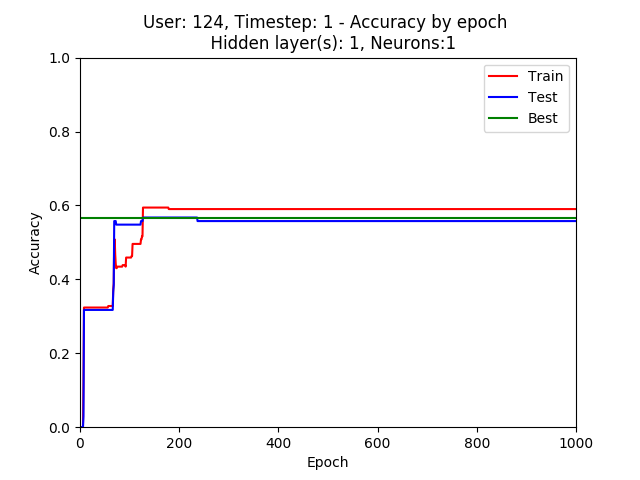 User: 124, Timestep: 1 - Accuracy by epoch
Hidden layer(s): 1, Neurons:1
1.0
0.8
0.6
0.4
0.2
0.0
Accuracy
Train
Test
Best
0 200 400 600 800 1000
Epoch